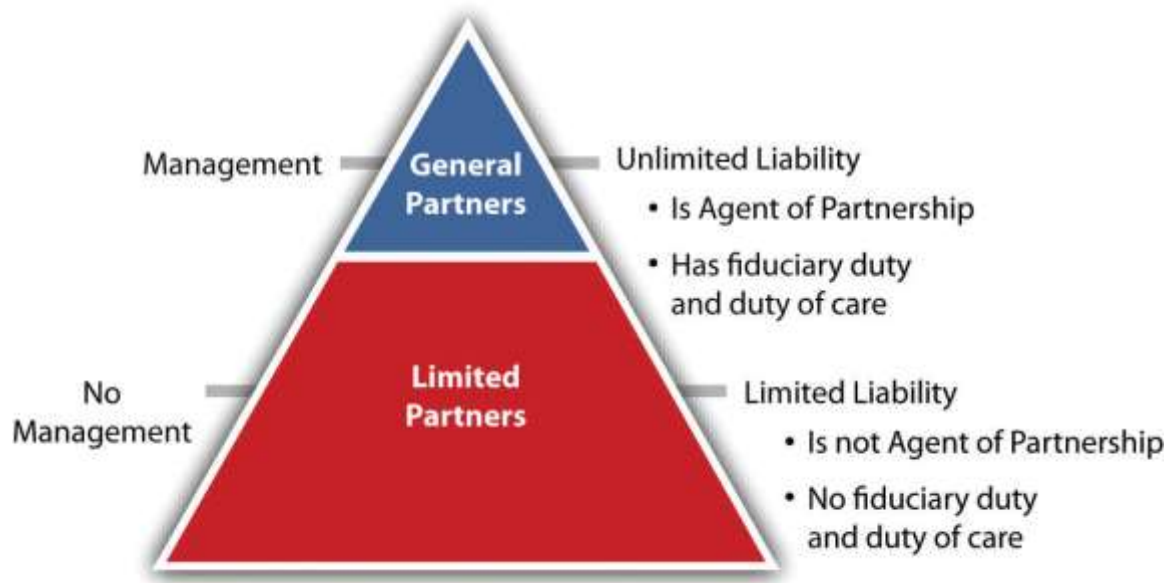 Management
General
Partners
Unlimited Liability
• Is Agent of Partnership
• Has fiduciary duty
and duty of care
No
Management
Limited
Partners
Limited Liability
• Is not Agent of Partnership
• No fiduciary duty
and duty of care